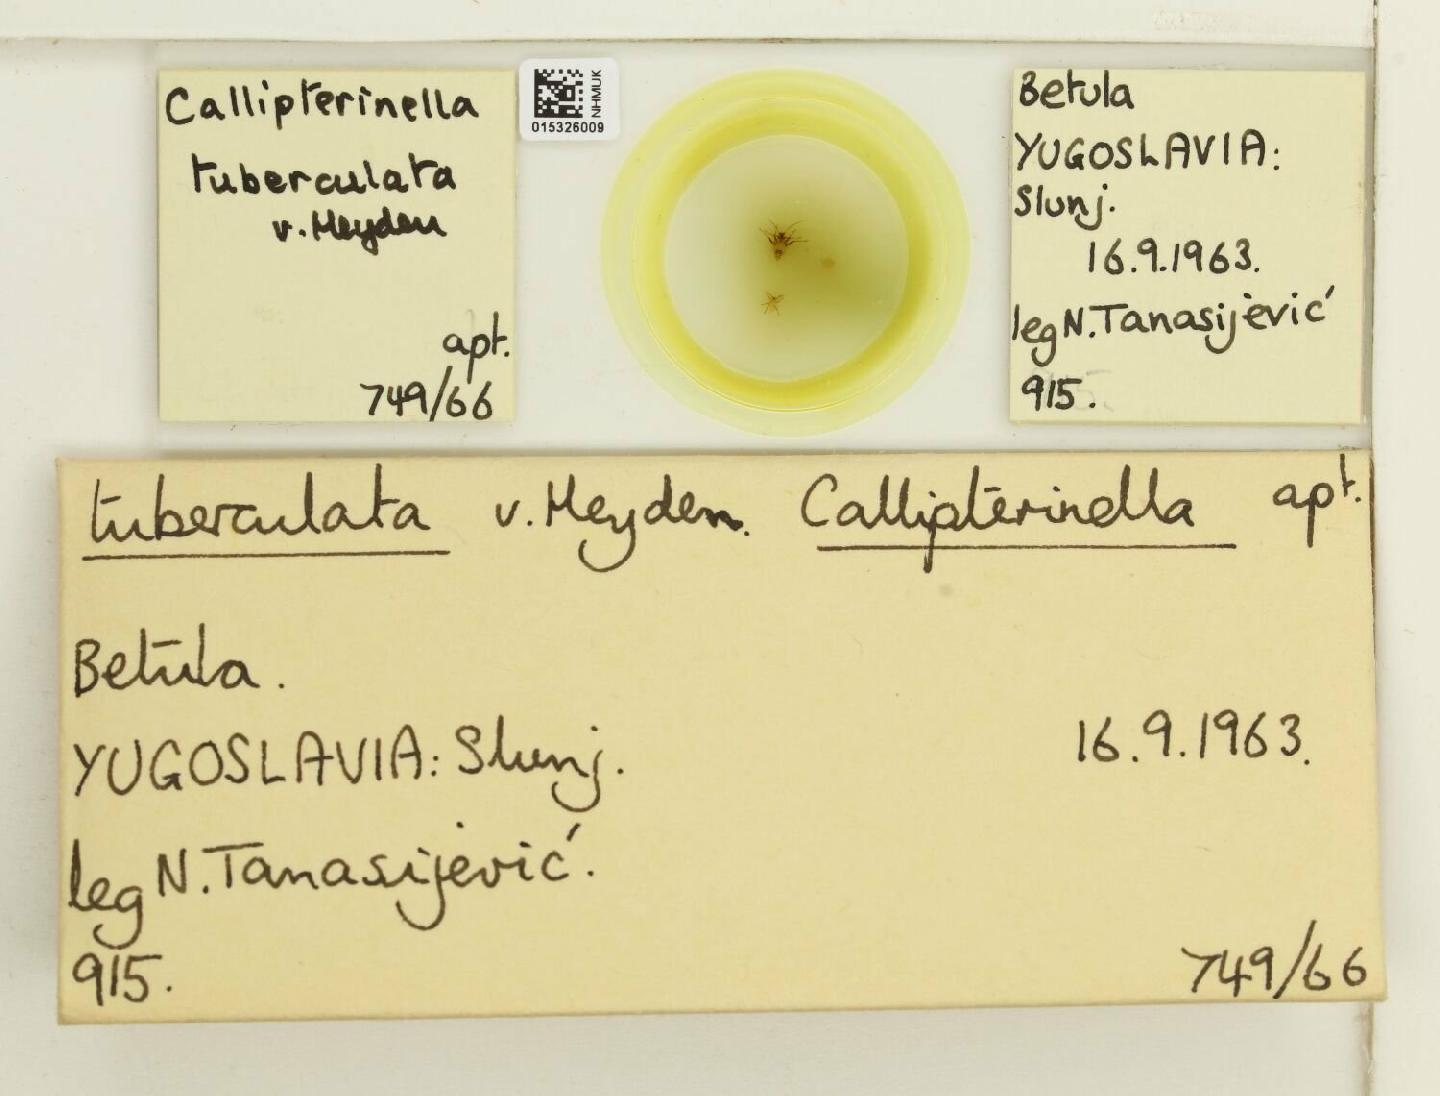 Callipterinella
tuberculata
v. Heyden
apt.
749/66
NHMUK
015326009
Betula
YUGOSLAVIA:
Slunj.
16.9.1963.
leg N. Tanasijević
915.
tuberculata v. Heyden. Callipterinella apt.
Betula.
YUGOSLAVIA: Slunj. 16.9.1963.
leg N. Tanasijević.
915. 749/66